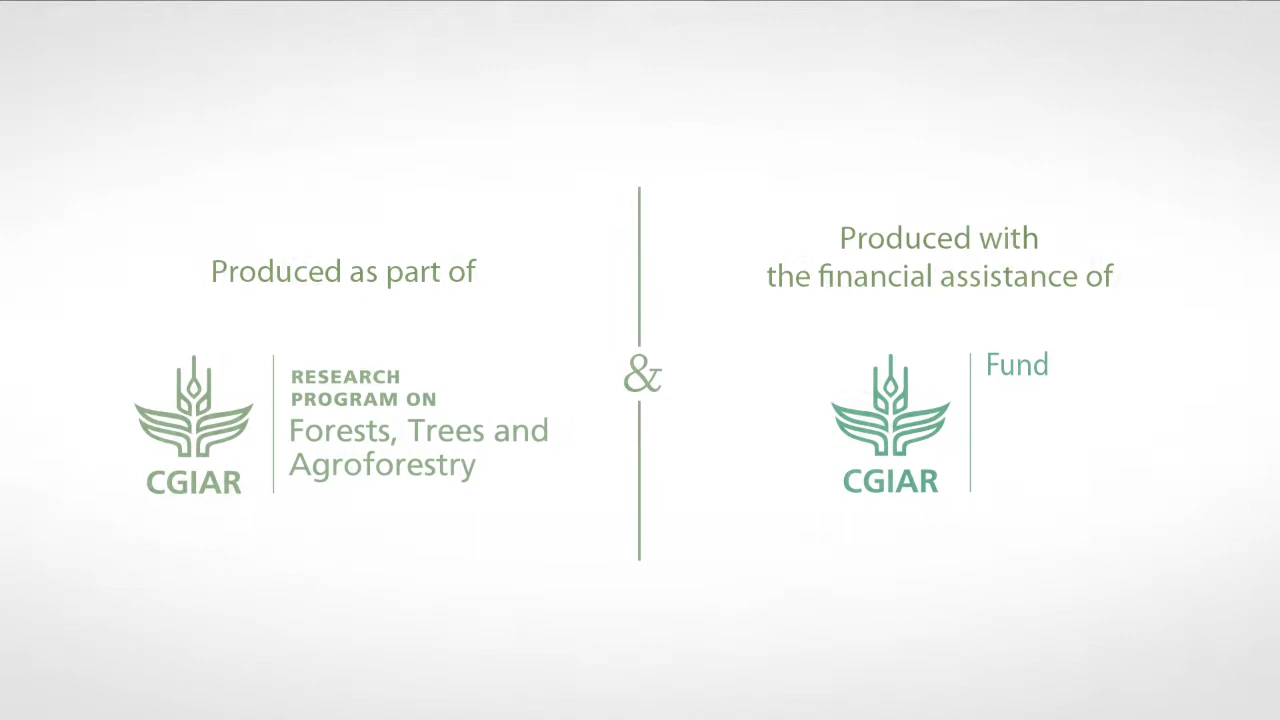 Produced as part of
CGIAR
RESEARCH
PROGRAM ON
Forests, Trees and
Agroforestry
&
Produced with
the financial assistance of
CGIAR
Fund